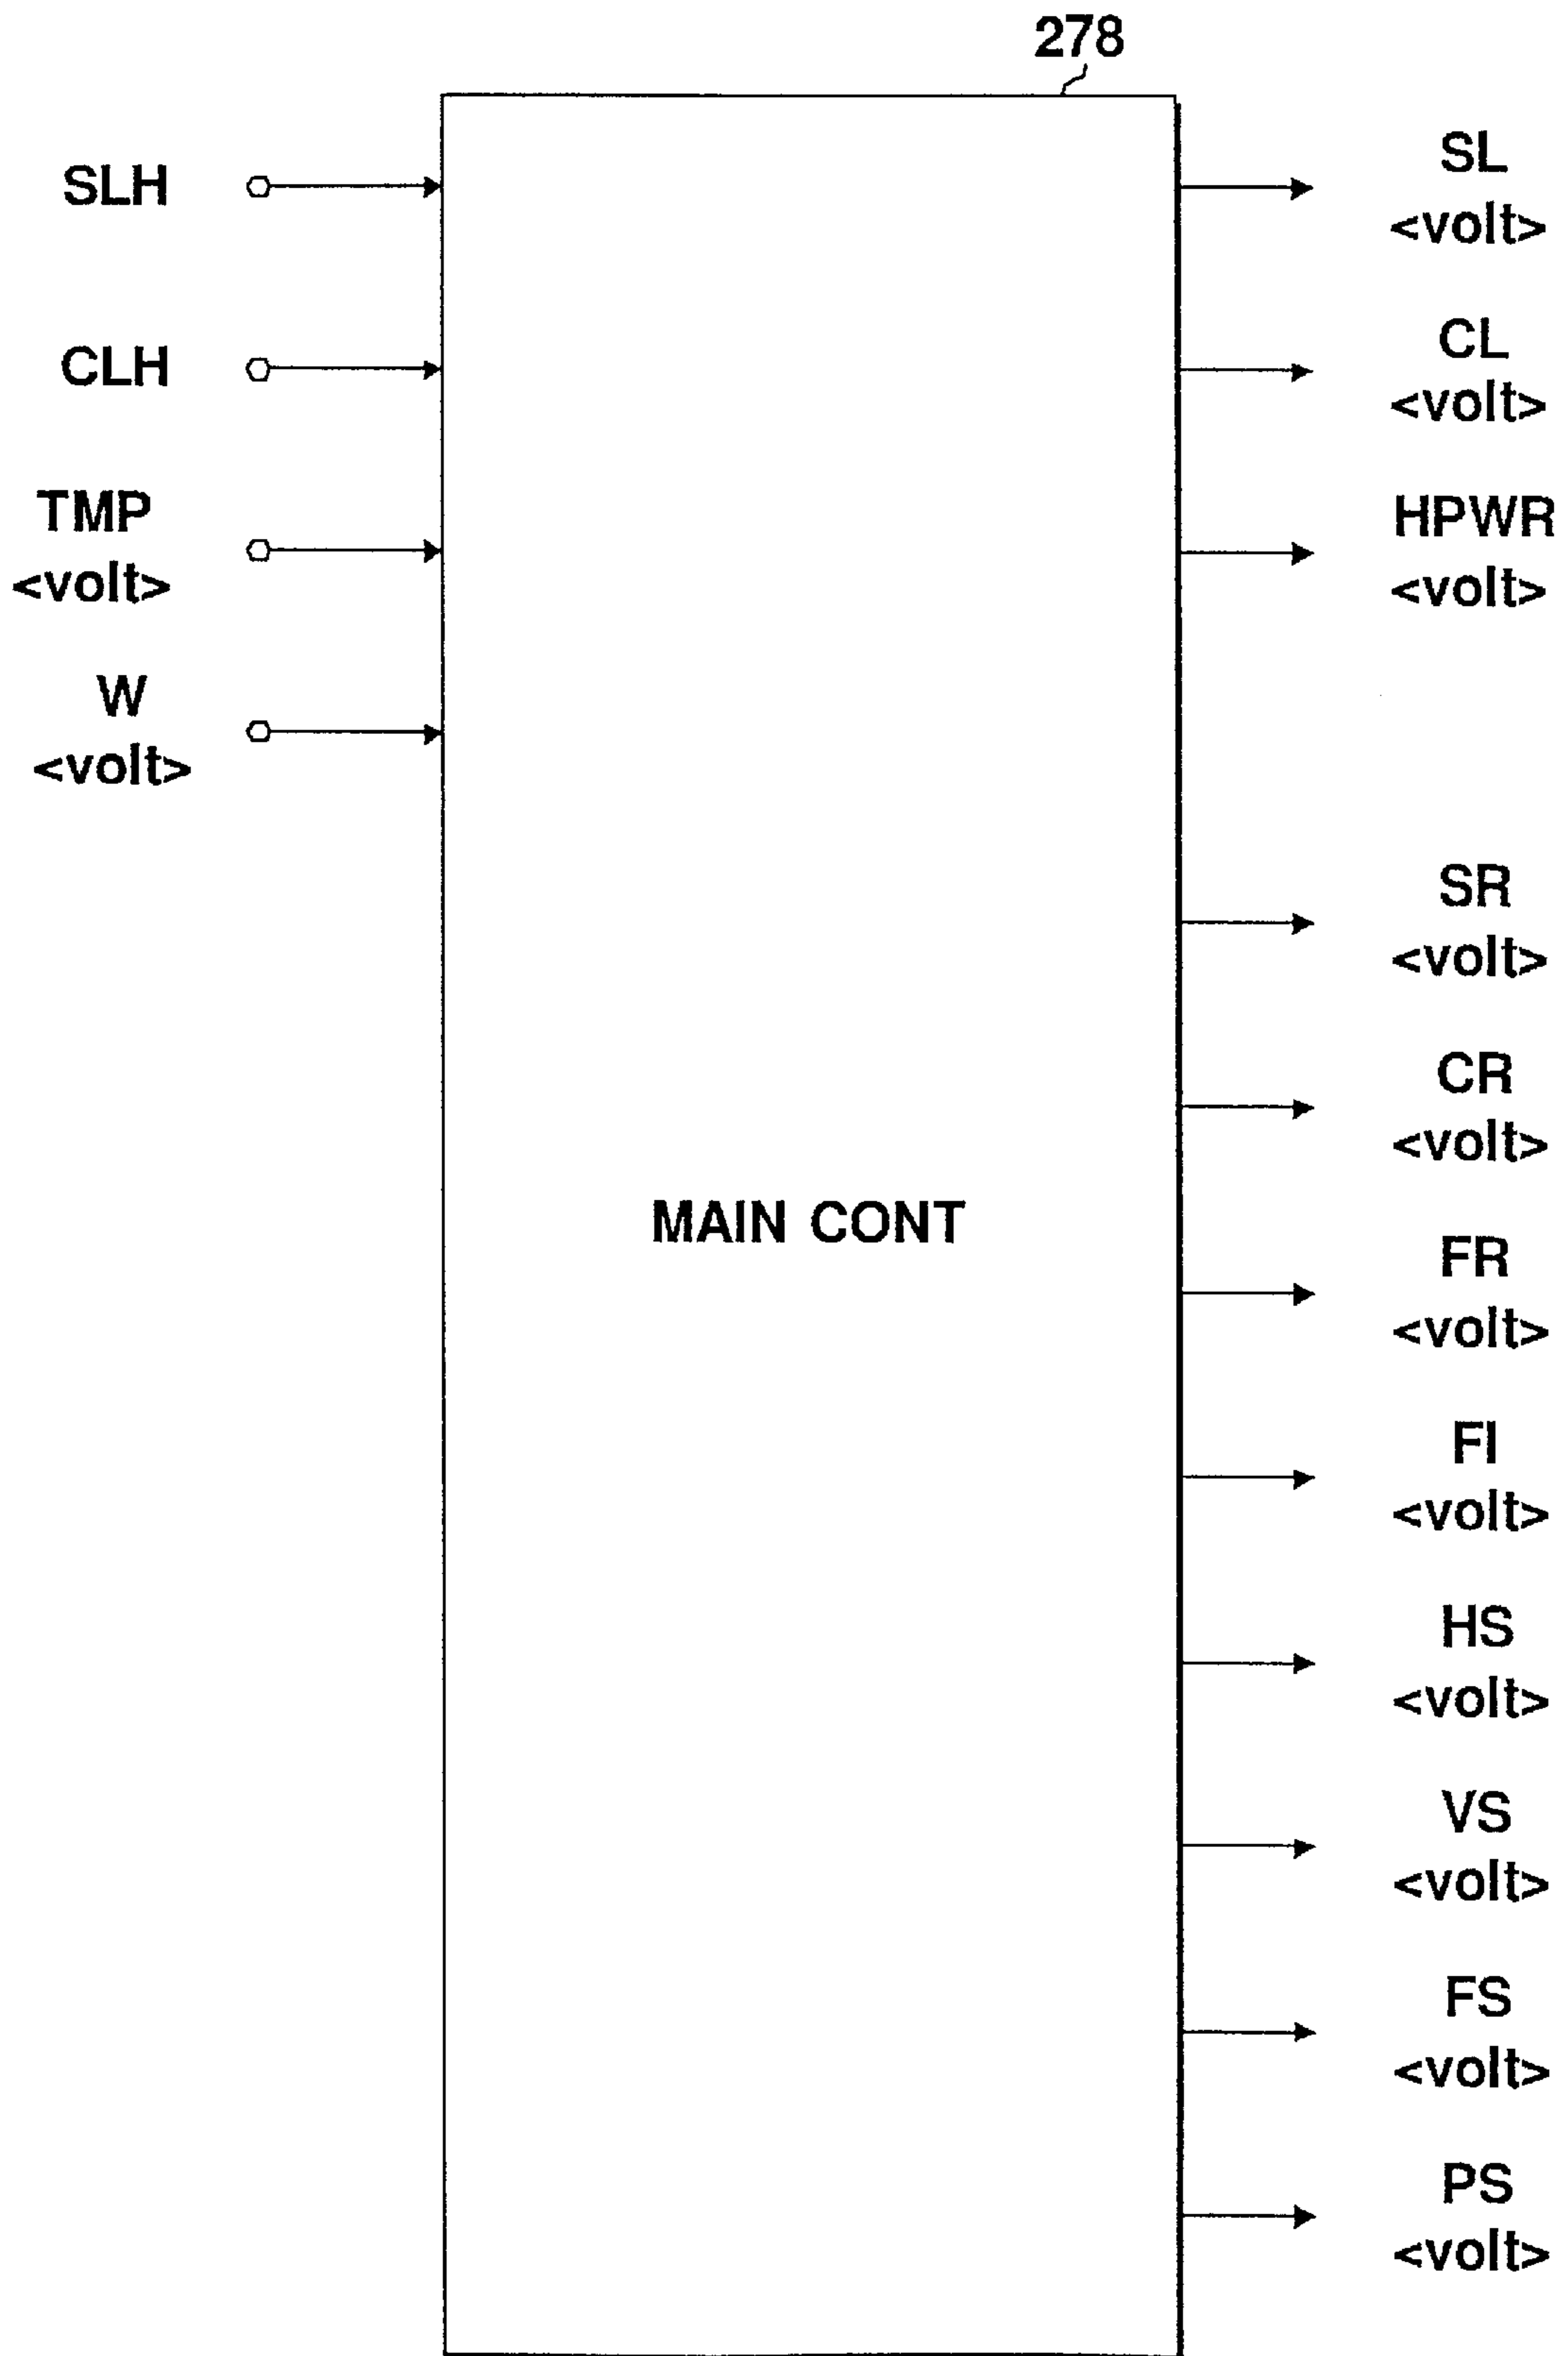 278
SLH
CLH
TMP
<volt>
W
<volt>
MAIN CONT
SL
<volt>
CL
<volt>
HPWR
<volt>
SR
<volt>
CR
<volt>
FR
<volt>
FI
<volt>
HS
<volt>
VS
<volt>
FS
<volt>
PS
<volt>